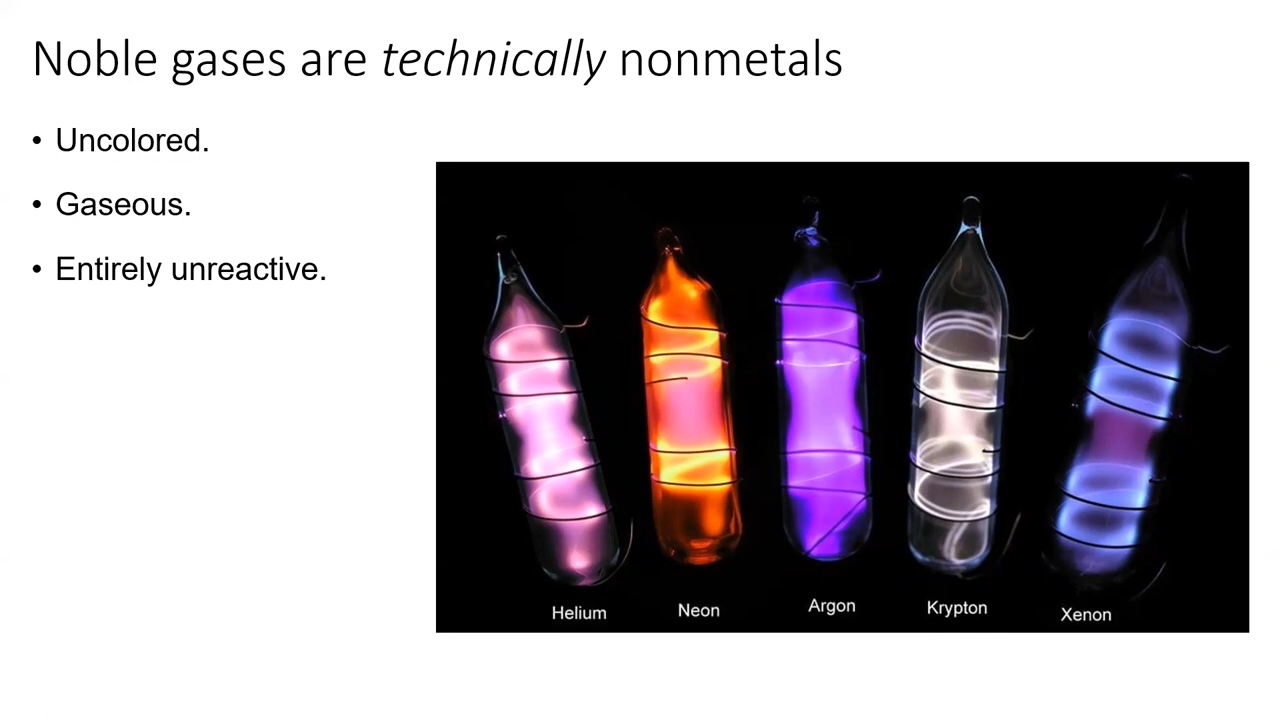 Noble gases are technically nonmetals
• Uncolored.
• Gaseous.
• Entirely unreactive.
Helium
Neon
Argon
Krypton
Xenon